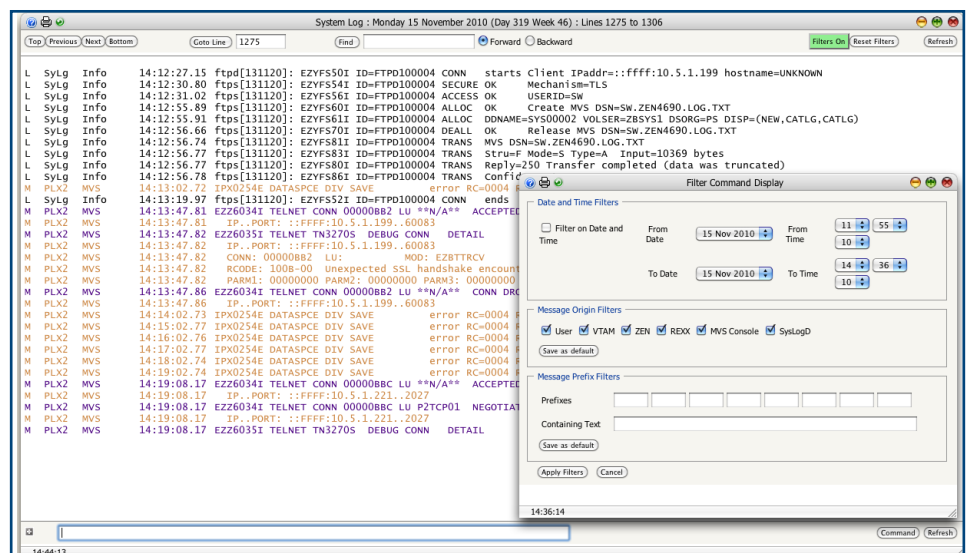 System Log : Monday 15 November 2010 (Day 319 Week 46) : Lines 1275 to 1306
Top Previous Next Bottom Goto Line 1275 Find Forward Backward Filters On Reset Filters Refresh
L SyLg Info 14:12:27.15 ftpd[131120]: EZYFS50I ID=FTPD100004 CONN starts Client IPaddr=::ffff:10.5.1.199 hostname=UNKNOWN
L SyLg Info 14:12:30.80 ftps[131120]: EZYFS54I ID=FTPD100004 SECURE OK Mechanism=TLS
L SyLg Info 14:12:31.02 ftps[131120]: EZYFS56I ID=FTPD100004 ACCESS OK USERID=SW
L SyLg Info 14:12:55.89 ftps[131120]: EZYFS60I ID=FTPD100004 ALLOC OK Create MVS DSN=SW.ZEN4690.LOG.TXT
L SyLg Info 14:12:55.91 ftps[131120]: EZYFS61I ID=FTPD100004 ALLOC DDNAME=SYS00002 VOLSER=ZBSYS1 DSORG=PS DISP=(NEW,CATLG,CATLG)
L SyLg Info 14:12:56.66 ftps[131120]: EZYFS70I ID=FTPD100004 DEALL OK Release MVS DSN=SW.ZEN4690.LOG.TXT
L SyLg Info 14:12:56.74 ftps[131120]: EZYFS81I ID=FTPD100004 TRANS MVS DSN=SW.ZEN4690.LOG.TXT
L SyLg Info 14:12:56.77 ftps[131120]: EZYFS83I ID=FTPD100004 TRANS Stru=F Mode=S Type=A Input=10369 bytes
L SyLg Info 14:12:56.77 ftps[131120]: EZYFS80I ID=FTPD100004 TRANS Reply=250 Transfer completed (data was truncated)
L SyLg Info 14:12:56.78 ftps[131120]: EZYFS86I ID=FTPD100004 TRANS Confid
M PLX2 MVS 14:13:02.72 IPX0254E DATASPCE DIV SAVE error RC=0004
L SyLg Info 14:13:19.97 ftps[131120]: EZYFS52I ID=FTPD100004 CONN ends
M PLX2 MVS 14:13:47.81 EZZ6034I TELNET CONN 00000BB2 LU **N/A** ACCEPTED
M PLX2 MVS 14:13:47.81 IP..PORT: ::FFFF:10.5.1.199..60083
M PLX2 MVS 14:13:47.82 EZZ6035I TELNET TN3270S DEBUG CONN DETAIL
M PLX2 MVS 14:13:47.82 IP..PORT: ::FFFF:10.5.1.199..60083
M PLX2 MVS 14:13:47.82 CONN: 00000BB2 LU: MOD: EZBTTRCV
M PLX2 MVS 14:13:47.82 RCODE: 100B-00 Unexpected SSL handshake encount
M PLX2 MVS 14:13:47.82 PARM1: 00000000 PARM2: 00000000 PARM3: 00000000
M PLX2 MVS 14:13:47.86 EZZ6034I TELNET CONN 00000BB2 LU **N/A** CONN DRO
M PLX2 MVS 14:13:47.86 IP..PORT: ::FFFF:10.5.1.199..60083
M PLX2 MVS 14:14:02.73 IPX0254E DATASPCE DIV SAVE error RC=0004
M PLX2 MVS 14:15:02.77 IPX0254E DATASPCE DIV SAVE error RC=0004
M PLX2 MVS 14:16:02.76 IPX0254E DATASPCE DIV SAVE error RC=0004
M PLX2 MVS 14:17:02.77 IPX0254E DATASPCE DIV SAVE error RC=0004
M PLX2 MVS 14:18:02.74 IPX0254E DATASPCE DIV SAVE error RC=0004
M PLX2 MVS 14:19:02.74 IPX0254E DATASPCE DIV SAVE error RC=0004
M PLX2 MVS 14:19:08.17 EZZ6034I TELNET CONN 00000BBC LU **N/A** ACCEPTED
M PLX2 MVS 14:19:08.17 IP..PORT: ::FFFF:10.5.1.221..2027
M PLX2 MVS 14:19:08.17 EZZ6034I TELNET CONN 00000BBC LU P2TCP01 NEGOTIAT
M PLX2 MVS 14:19:08.17 IP..PORT: ::FFFF:10.5.1.221..2027
M PLX2 MVS 14:19:08.17 EZZ6035I TELNET TN3270S DEBUG CONN DETAIL
Filter Command Display
Date and Time Filters
Filter on Date and Time From Date 15 Nov 2010 From Time 11 55 10
To Date 15 Nov 2010 To Time 14 36 10
Message Origin Filters
User VTAM ZEN REXX MVS Console SysLogD
Save as default
Message Prefix Filters
Prefixes
Containing Text
Save as default
Apply Filters Cancel
14:36:14
Command Refresh
14:44:13